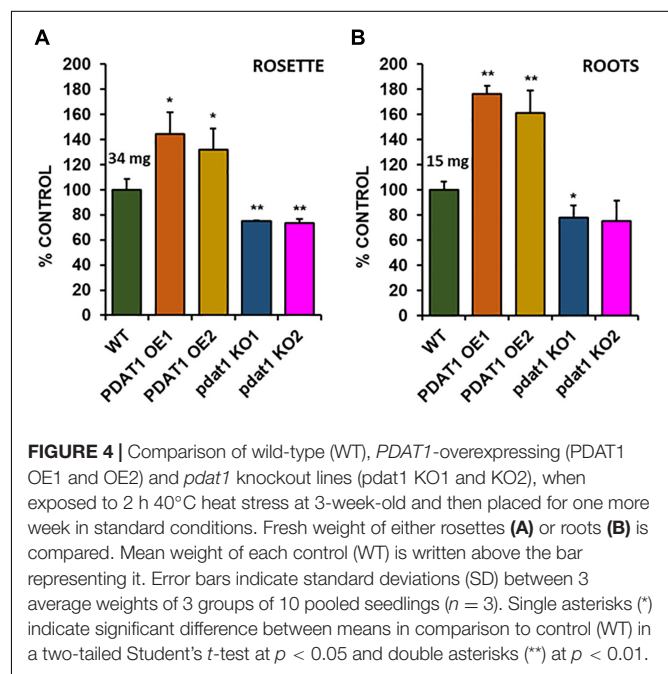 A
B
ROSETTE
ROOTS
200
180
160
140
120
100
80
60
40
20
0
% CONTROL
34 mg
*
*
**
**
WT
PDAT1 OE1
PDAT1 OE2
pdat1 KO1
pdat1 KO2
200
180
160
140
120
100
80
60
40
20
0
% CONTROL
15 mg
**
**
*
WT
PDAT1 OE1
PDAT1 OE2
pdat1 KO1
pdat1 KO2
FIGURE 4 | Comparison of wild-type (WT), PDAT1-overexpressing (PDAT1
OE1 and OE2) and pdat1 knockout lines (pdat1 KO1 and KO2), when
exposed to 2 h 40°C heat stress at 3-week-old and then placed for one more
week in standard conditions. Fresh weight of either rosettes (A) or roots (B) is
compared. Mean weight of each control (WT) is written above the bar
representing it. Error bars indicate standard deviations (SD) between 3
average weights of 3 groups of 10 pooled seedlings (n = 3). Single asterisks (*)
indicate significant difference between means in comparison to control (WT) in
a two-tailed Student's t-test at p < 0.05 and double asterisks (**) at p < 0.01.